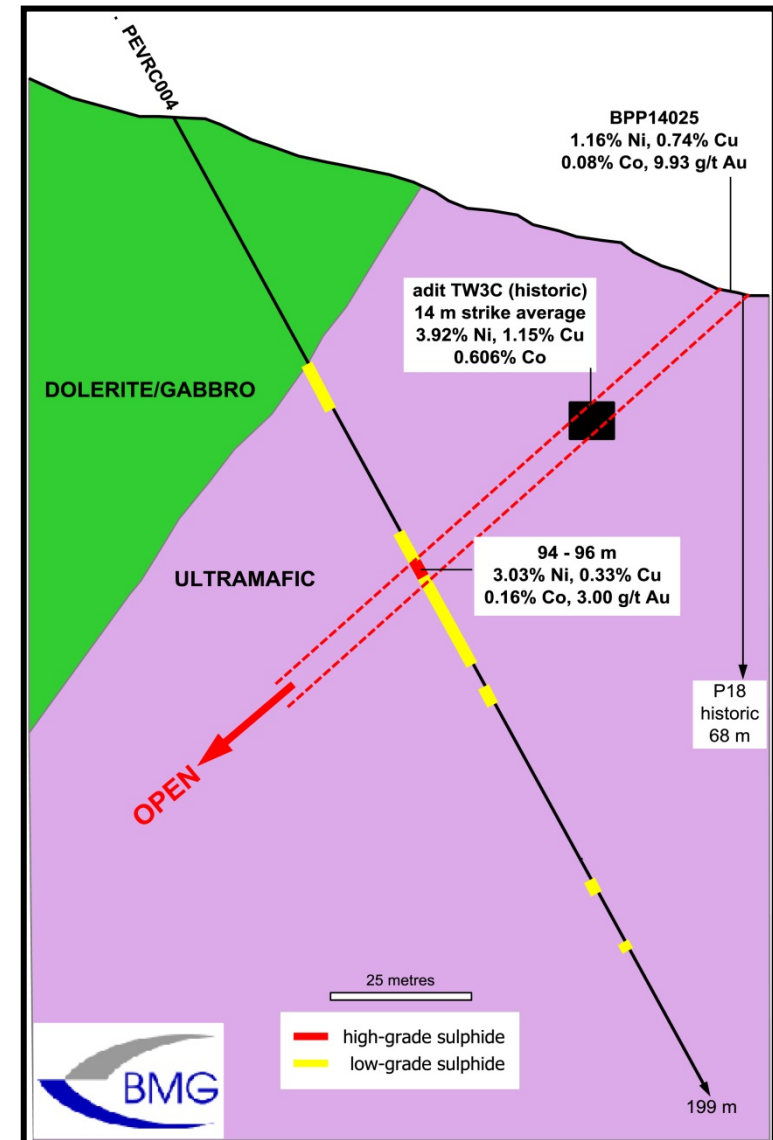 PEVRC004
BPP14025
1.16% Ni, 0.74% Cu
0.08% Co, 9.93 g/t Au
adit TW3C (historic)
14 m strike average
3.92% Ni, 1.15% Cu
0.606% Co
DOLERITE/GABBRO
ULTRAMAFIC
94 - 96 m
3.03% Ni, 0.33% Cu
0.16% Co, 3.00 g/t Au
P18
historic
68 m
OPEN
25 metres
high-grade sulphide
low-grade sulphide
BMG
199 m